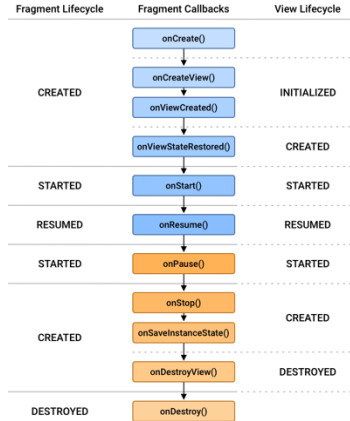 Fragment Lifecycle Fragment Callbacks View Lifecycle
onCreate()
onCreateView()
CREATED INITIALIZED
onViewCreated()
onViewStateRestored() CREATED
STARTED onStart() STARTED
RESUMED onResume() RESUMED
STARTED onPause() STARTED
onStop()
CREATED
onSaveInstanceState()
CREATED
onDestroyView() DESTROYED
DESTROYED onDestroy()